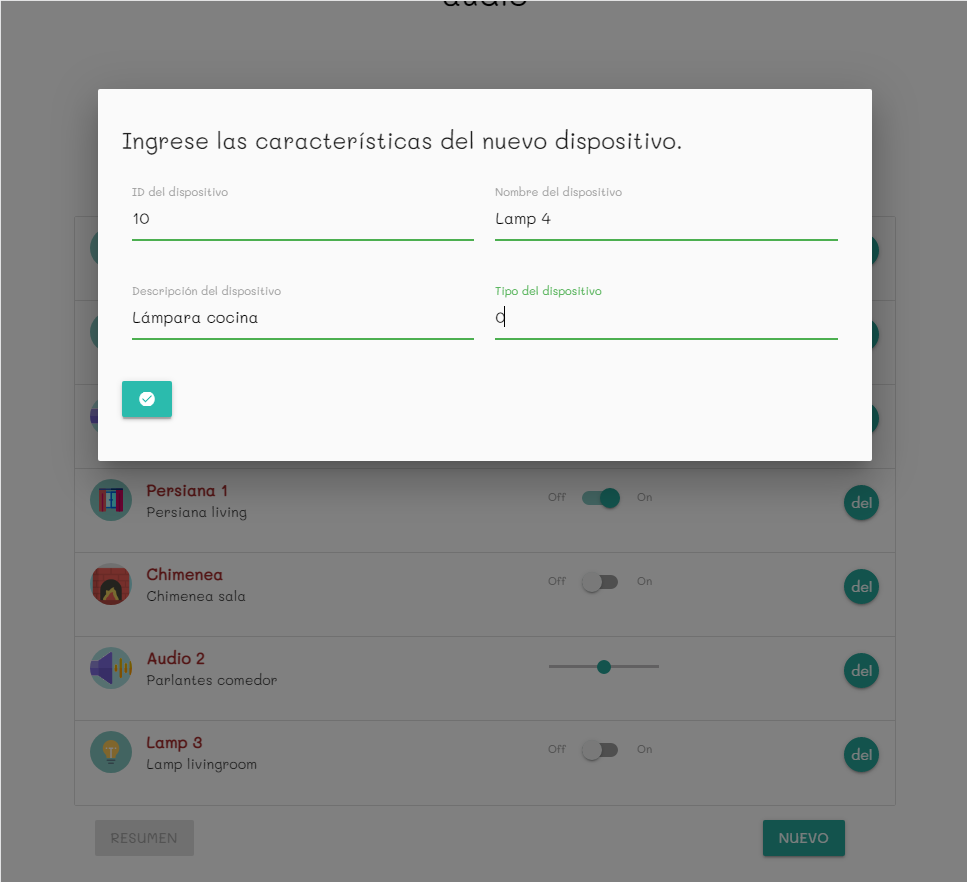 audio
Ingrese las características del nuevo dispositivo.
ID del dispositivo
10
Nombre del dispositivo
Lamp 4
Descripción del dispositivo
Lámpara cocina
Tipo del dispositivo
0
Persiana 1
Persiana living
Off
On
del
Chimenea
Chimenea sala
Off
On
del
Audio 2
Parlantes comedor
del
Lamp 3
Lamp livingroom
Off
On
del
RESUMEN
NUEVO